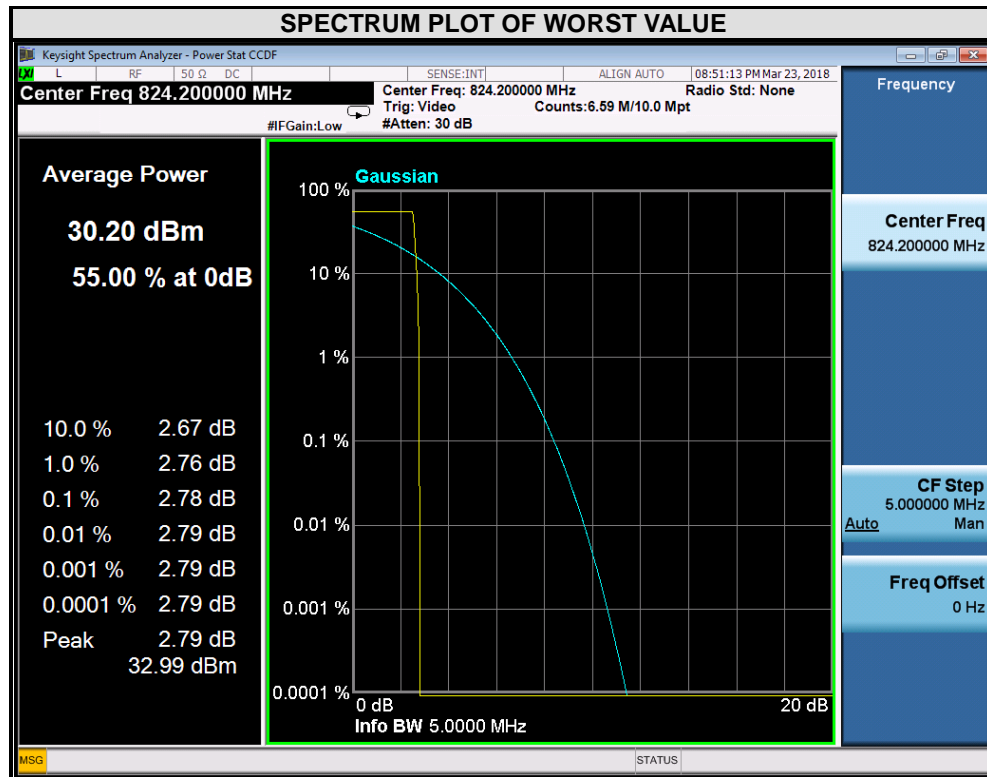 SPECTRUM PLOT OF WORST VALUE
Keysight Spectrum Analyzer - Power Stat CCDF
LXI L RF 50 Ω DC SENSE:INT ALIGN AUTO 08:51:13 PM Mar 23, 2018
Center Freq 824.200000 MHz
Center Freq: 824.200000 MHz Radio Std: None
Trig: Video Counts:6.59 M/10.0 Mpt
#IFGain:Low #Atten: 30 dB
Frequency
Average Power
30.20 dBm
55.00 % at 0dB
10.0 % 2.67 dB
1.0 % 2.76 dB
0.1 % 2.78 dB
0.01 % 2.79 dB
0.001 % 2.79 dB
0.0001 % 2.79 dB
Peak 2.79 dB
32.99 dBm
Gaussian
100 %
10 %
1 %
0.1 %
0.01 %
0.001 %
0.0001 %
0 dB 20 dB
Info BW 5.0000 MHz
Center Freq
824.200000 MHz
CF Step
5.000000 MHz
Auto Man
Freq Offset
0 Hz
MSG STATUS